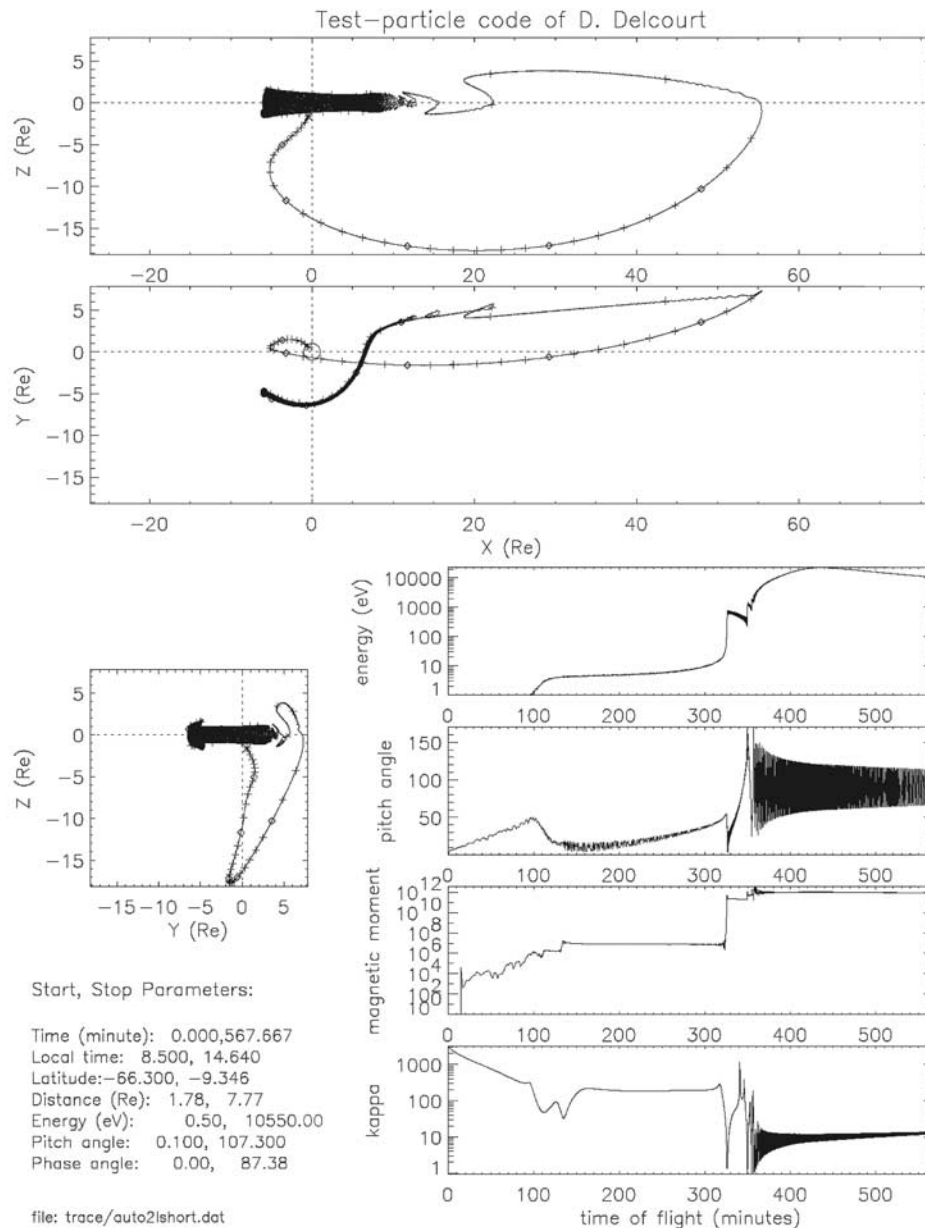 Test-particle code of D. Delcourt
5
0
-5
-10
-15
Z (Re)
-20 0 20 40 60
5
0
-5
-10
-15
Y (Re)
-20 0 20 40 60
X (Re)
10000
1000
100
10
1
energy (eV)
0 100 200 300 400 500
5
0
-5
-10
-15
Z (Re)
-15-10 -5 0 5
Y (Re)
150
100
50
pitch angle
0 100 200 300 400 500
10^12
10^10
10^8
10^6
10^4
10^2
10^0
magnetic moment
0 100 200 300 400 500
1000
100
10
1
kappa
0 100 200 300 400 500
time of flight (minutes)
Start, Stop Parameters:
Time (minute): 0.000,567.667
Local time: 8.500, 14.640
Latitude:-66.300, -9.346
Distance (Re): 1.78, 7.77
Energy (eV): 0.50, 10550.00
Pitch angle: 0.100, 107.300
Phase angle: 0.00, 87.38
file: trace/auto2lshort.dat